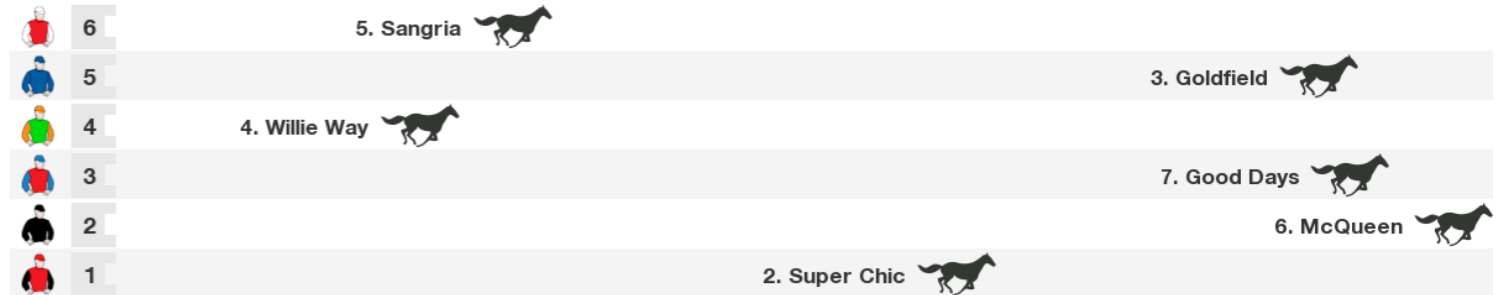 6 5. Sangria
5 3. Goldfield
4 4. Willie Way
3 7. Good Days
2 6. McQueen
1 2. Super Chic